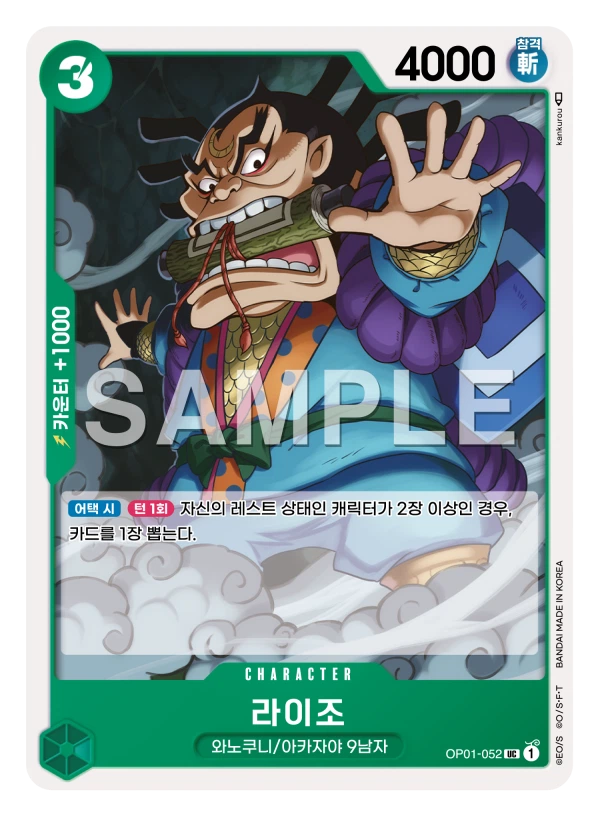 3
4000
참격
斬
kankurou
카운터 +1000
SAMPLE
어택 시 턴 1회 자신의 레스트 상태인 캐릭터가 2장 이상인 경우,
카드를 1장 뽑는다.
CHARACTER
라이조
와노쿠니/아카자야 9남자
OP01-052 UC 1
©EO/S ©O/S·F·T BANDAI MADE IN KOREA